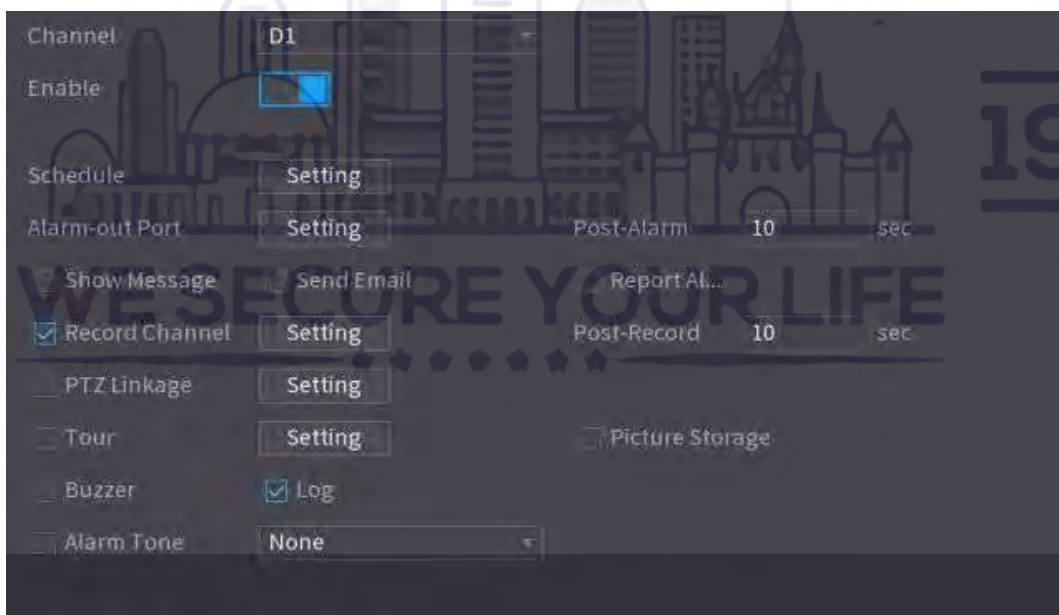 Channel D1
Enable
Schedule Setting
Alarm-out Port Setting Post-Alarm 10 sec
Show Message Send Email Report Al...
WE SECURE YOUR LIFE
Record Channel Setting Post-Record 10 sec
PTZ Linkage Setting
Tour Setting Picture Storage
Buzzer Log
Alarm Tone None